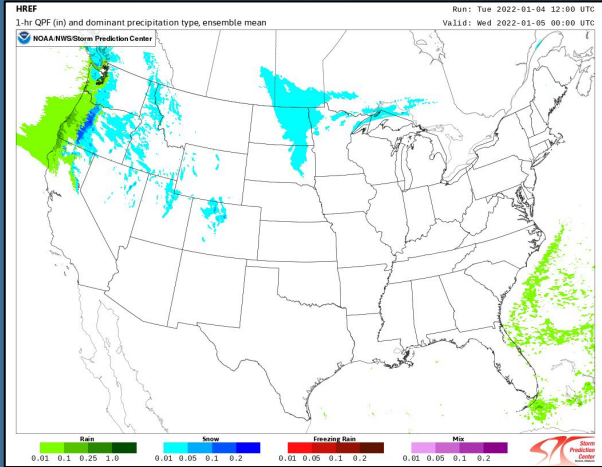 HREF
Run: Tue 2022-01-04 12:00 UTC
1-hr QPF (in) and dominant precipitation type, ensemble mean
Valid: Wed 2022-01-05 00:00 UTC
NOAA/NWS/Storm Prediction Center
Rain
0.01 0.1 0.25 1.0
Snow
0.01 0.05 0.1 0.2
Freezing Rain
0.01 0.05 0.1 0.2
Mix
0.01 0.05 0.1 0.2
Storm
Prediction
Center